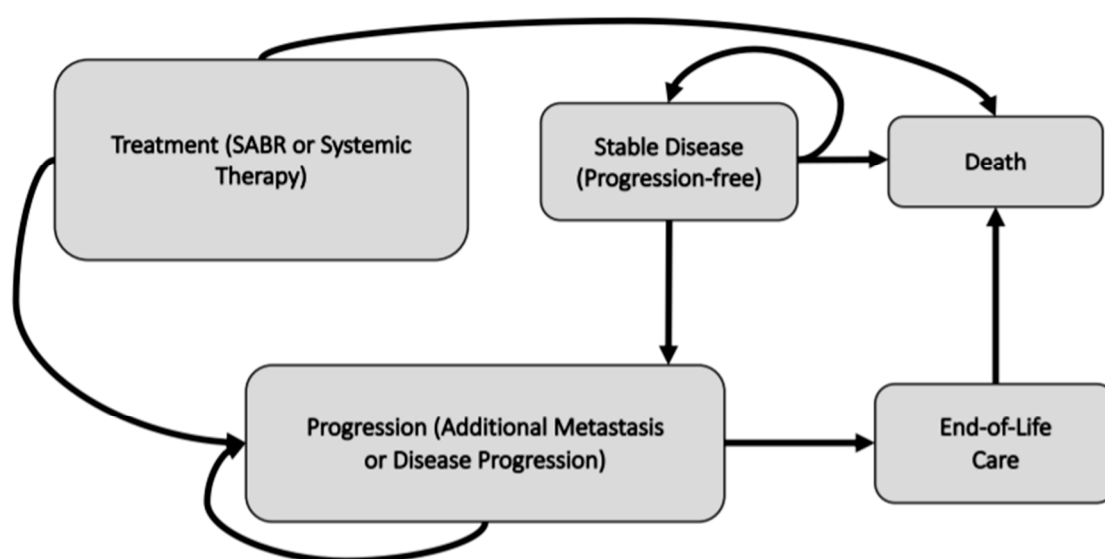 Treatment (SABR or Systemic
Therapy)
Stable Disease
(Progression-free)
Death
Progression (Additional Metastasis
or Disease Progression)
End-of-Life
Care